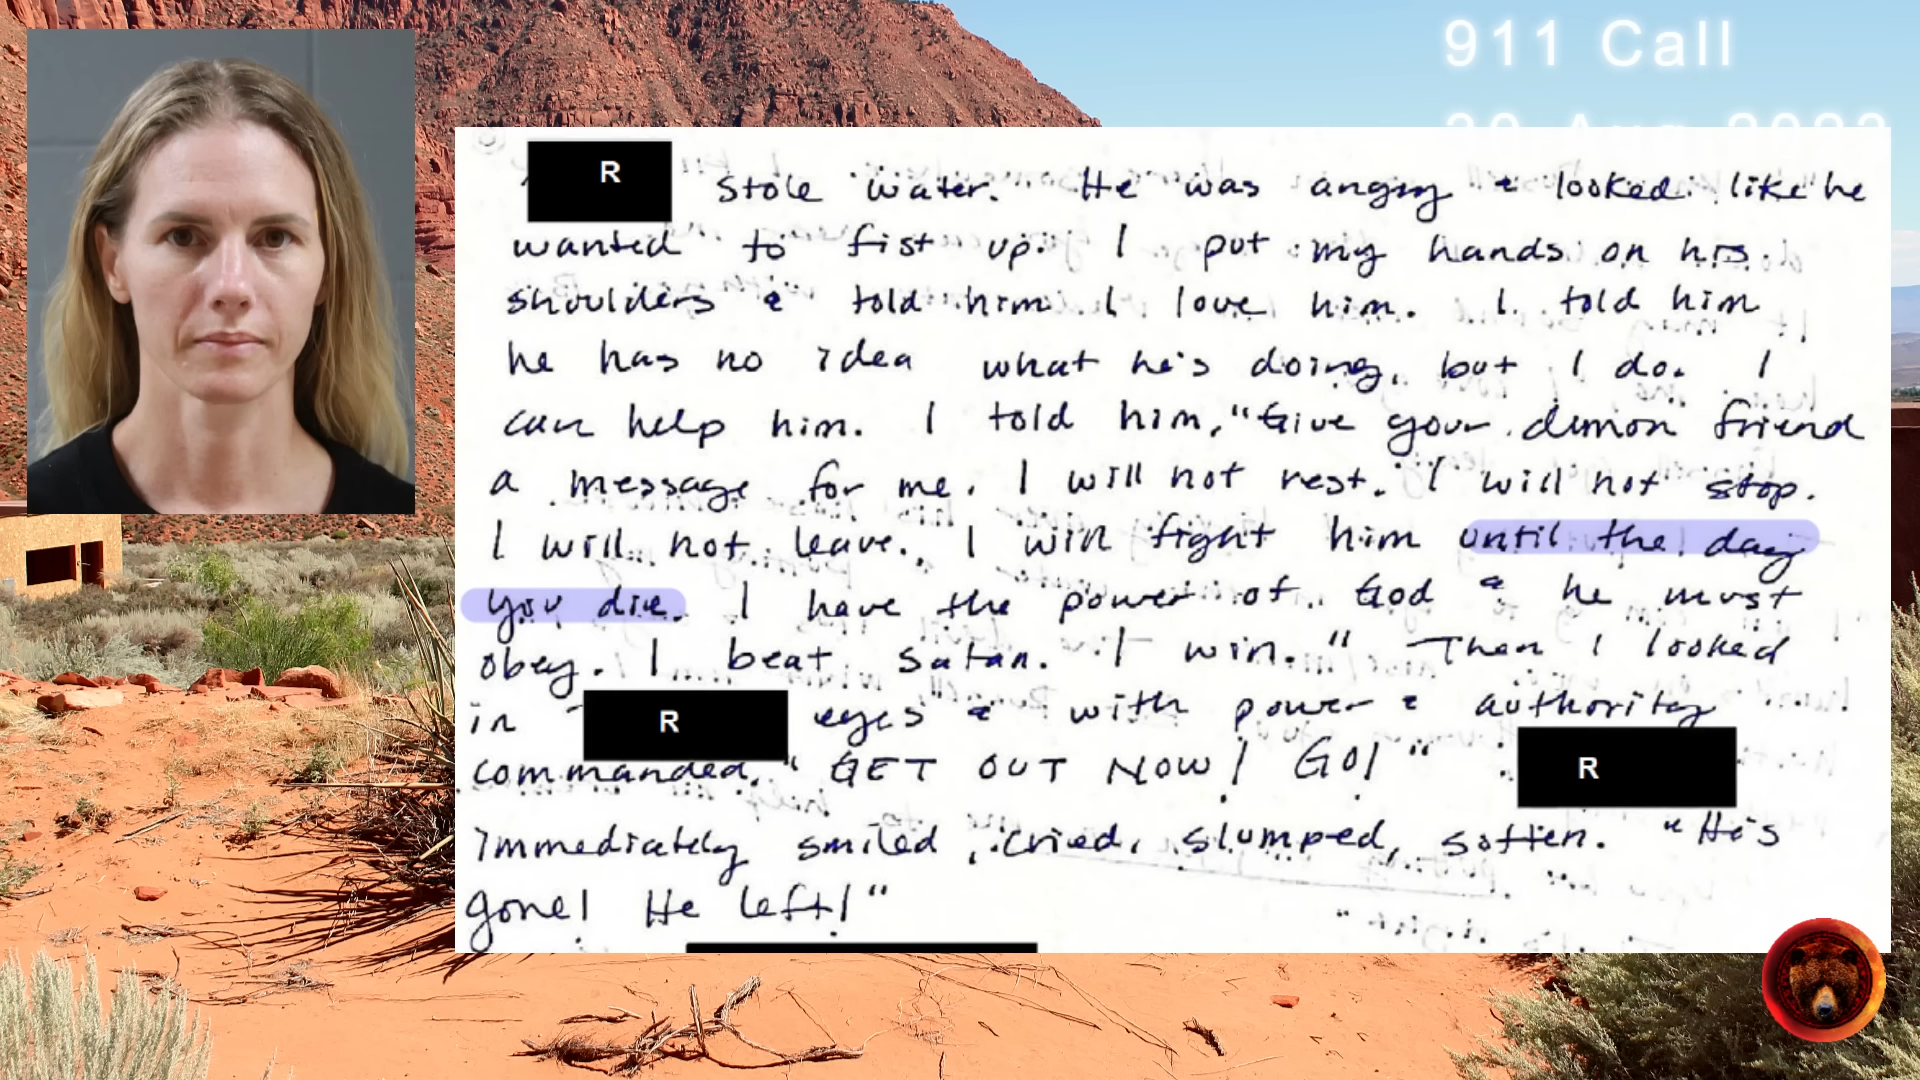 911 Call
30 Aug 2023
R stole water. He was angry & looked like he
wanted to fist up. I put my hands on his
shoulders & told him I love him. I told him
he has no idea what he's doing, but I do. I
can help him. I told him, "Give your demon friend
a message for me. I will not rest. I will not stop.
I will not leave. I will fight him until the day
you die. I have the power of God & he must
obey. I beat satan. I win." Then I looked
in R eyes & with power & authority
commanded, "GET OUT NOW! GO!" R
immediately smiled, cried, slumped, soften. "He's
gone! He left!"